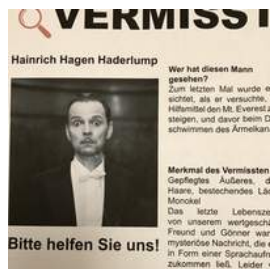 VERMISST
Hainrich Hagen Haderlump
Wer hat diesen Mann
gesehen?
Zum letzten Mal wurde e
sichtet, als er versuchte,
Hilfsmittel den Mt. Everest z
steigen, und davor beim D
schwimmen des Ärmelkan
Merkmal des Vermissten
Gepflegtes Äußeres, d
Haare, bestechendes Läc
Monokel
Das letzte Lebensze
von unserem wertgeschä
Freund und Gönner war
mysteriöse Nachricht, die e
in Form einer Sprachaufn
zukommen ließ. Leider
Bitte helfen Sie uns!